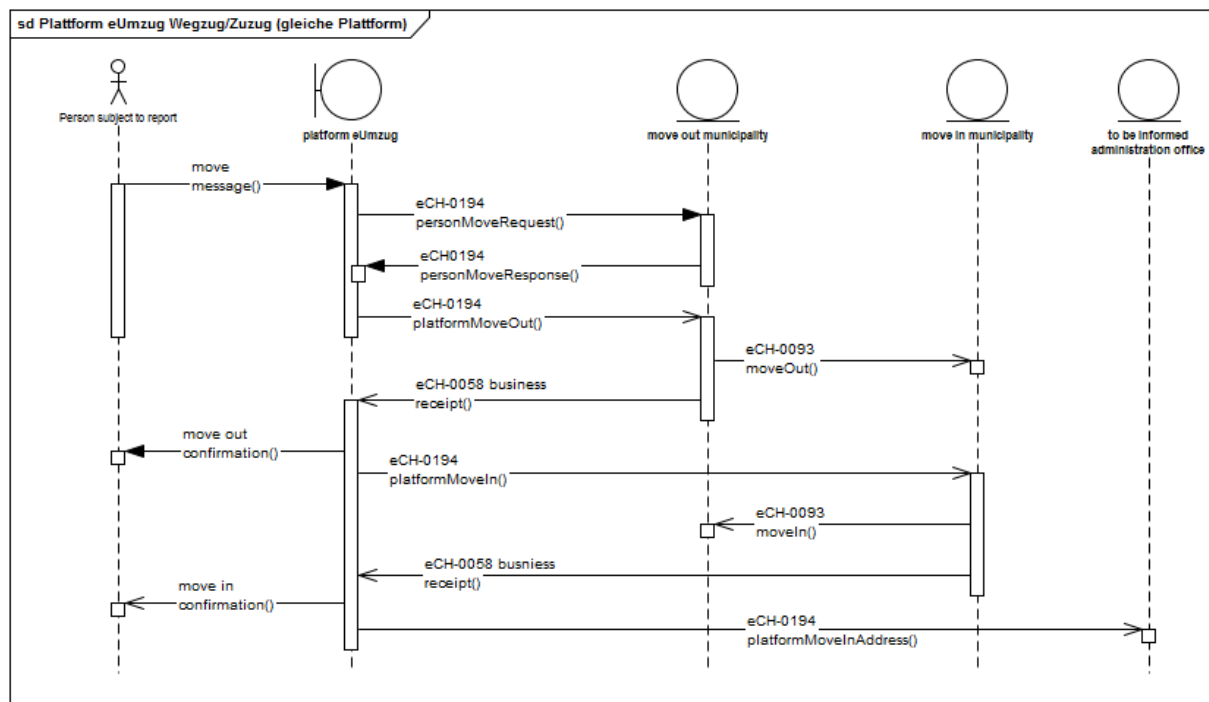 sd Plattform eUmzug Wegzug/Zuzug (gleiche Plattform)
Person subject to report
platform eUmzug
move out municipality
move in municipality
to be informed
administration office
move
message()
eCH-0194
personMoveRequest()
eCH0194
personMoveResponse()
eCH-0194
platformMoveOut()
eCH-0093
moveOut()
eCH-0058 business
receipt()
move out
confirmation()
eCH-0194
platformMoveIn()
eCH-0093
moveIn()
eCH-0058 busniess
receipt()
move in
confirmation()
eCH-0194
platformMoveInAddress()